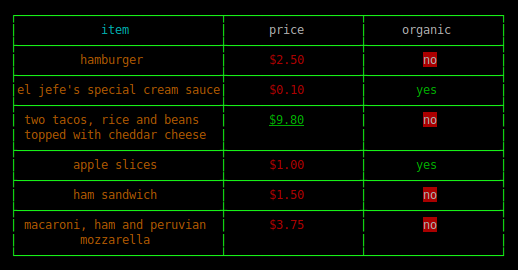 item price organic
hamburger $2.50 no
el jefe's special cream sauce $0.10 yes
two tacos, rice and beans $9.80 no
topped with cheddar cheese
apple slices $1.00 yes
ham sandwich $1.50 no
macaroni, ham and peruvian $3.75 no
mozzarella